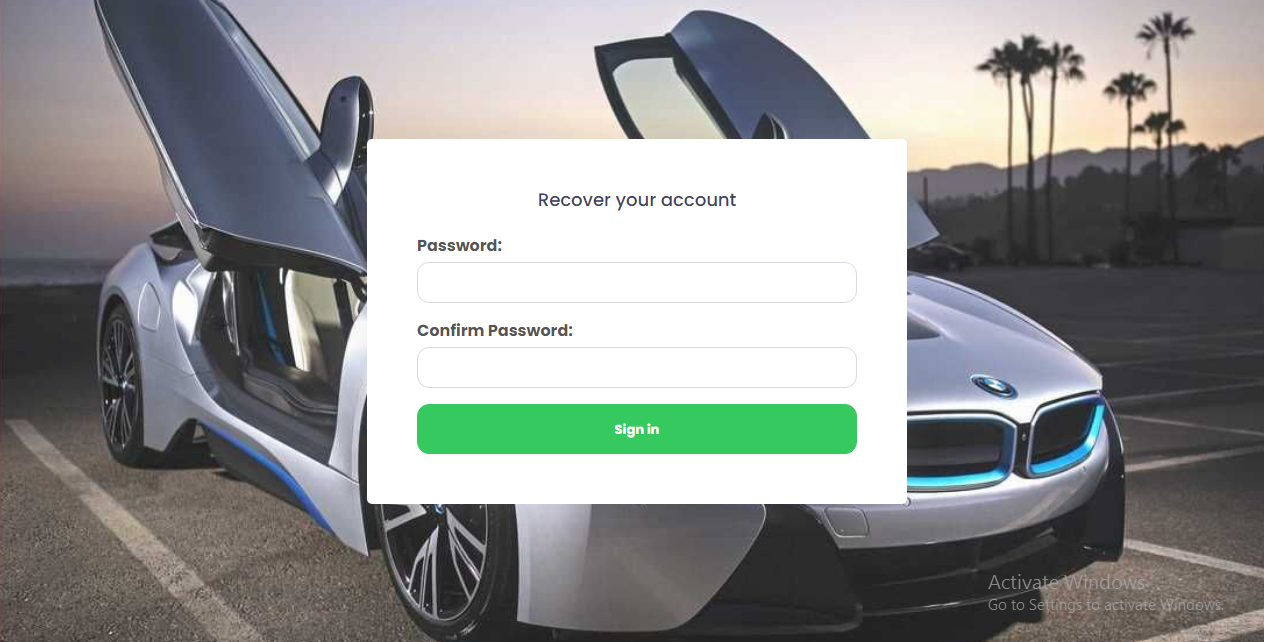 Recover your account
Password:
Confirm Password:
Sign in
Activate Windows
Go to Settings to activate Windows.